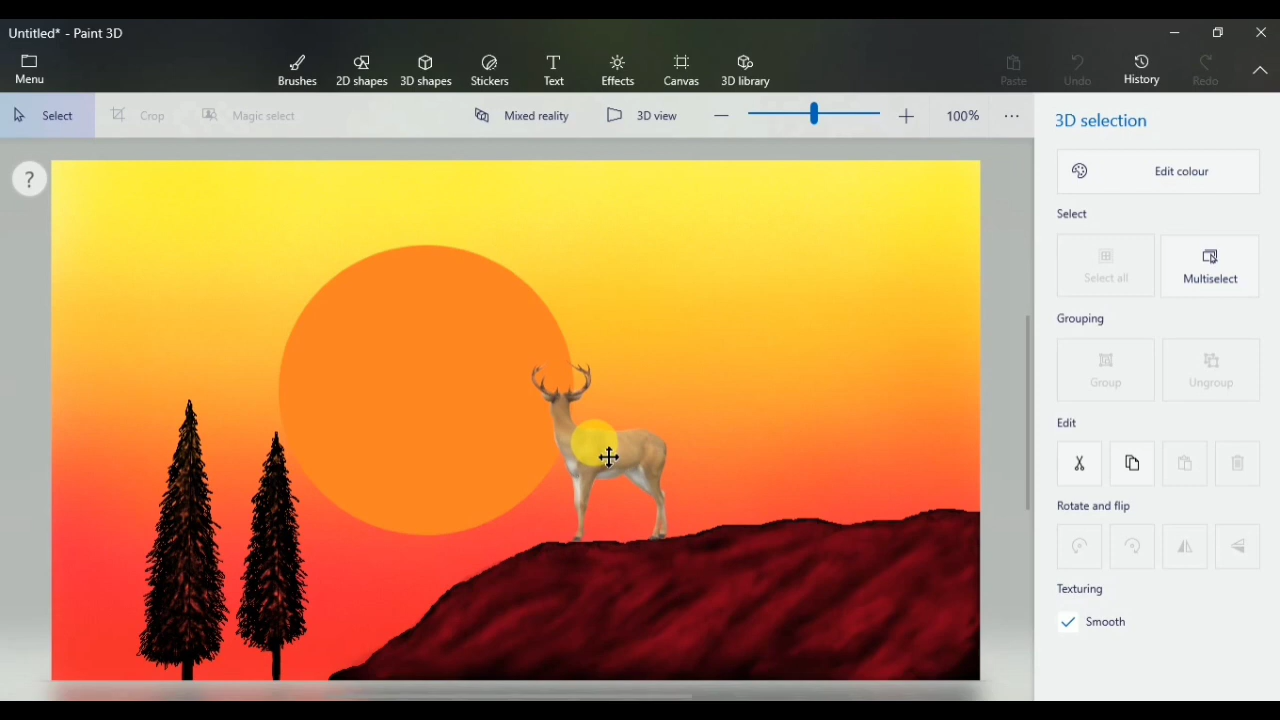 Untitled* - Paint 3D
Menu
Brushes
2D shapes
3D shapes
Stickers
Text
Effects
Canvas
3D library
Paste
Undo
History
Redo
Select
Crop
Magic select
Mixed reality
3D view
100%
?
3D selection
Edit colour
Select
Select all
Multiselect
Grouping
Group
Ungroup
Edit
Rotate and flip
Texturing
Smooth